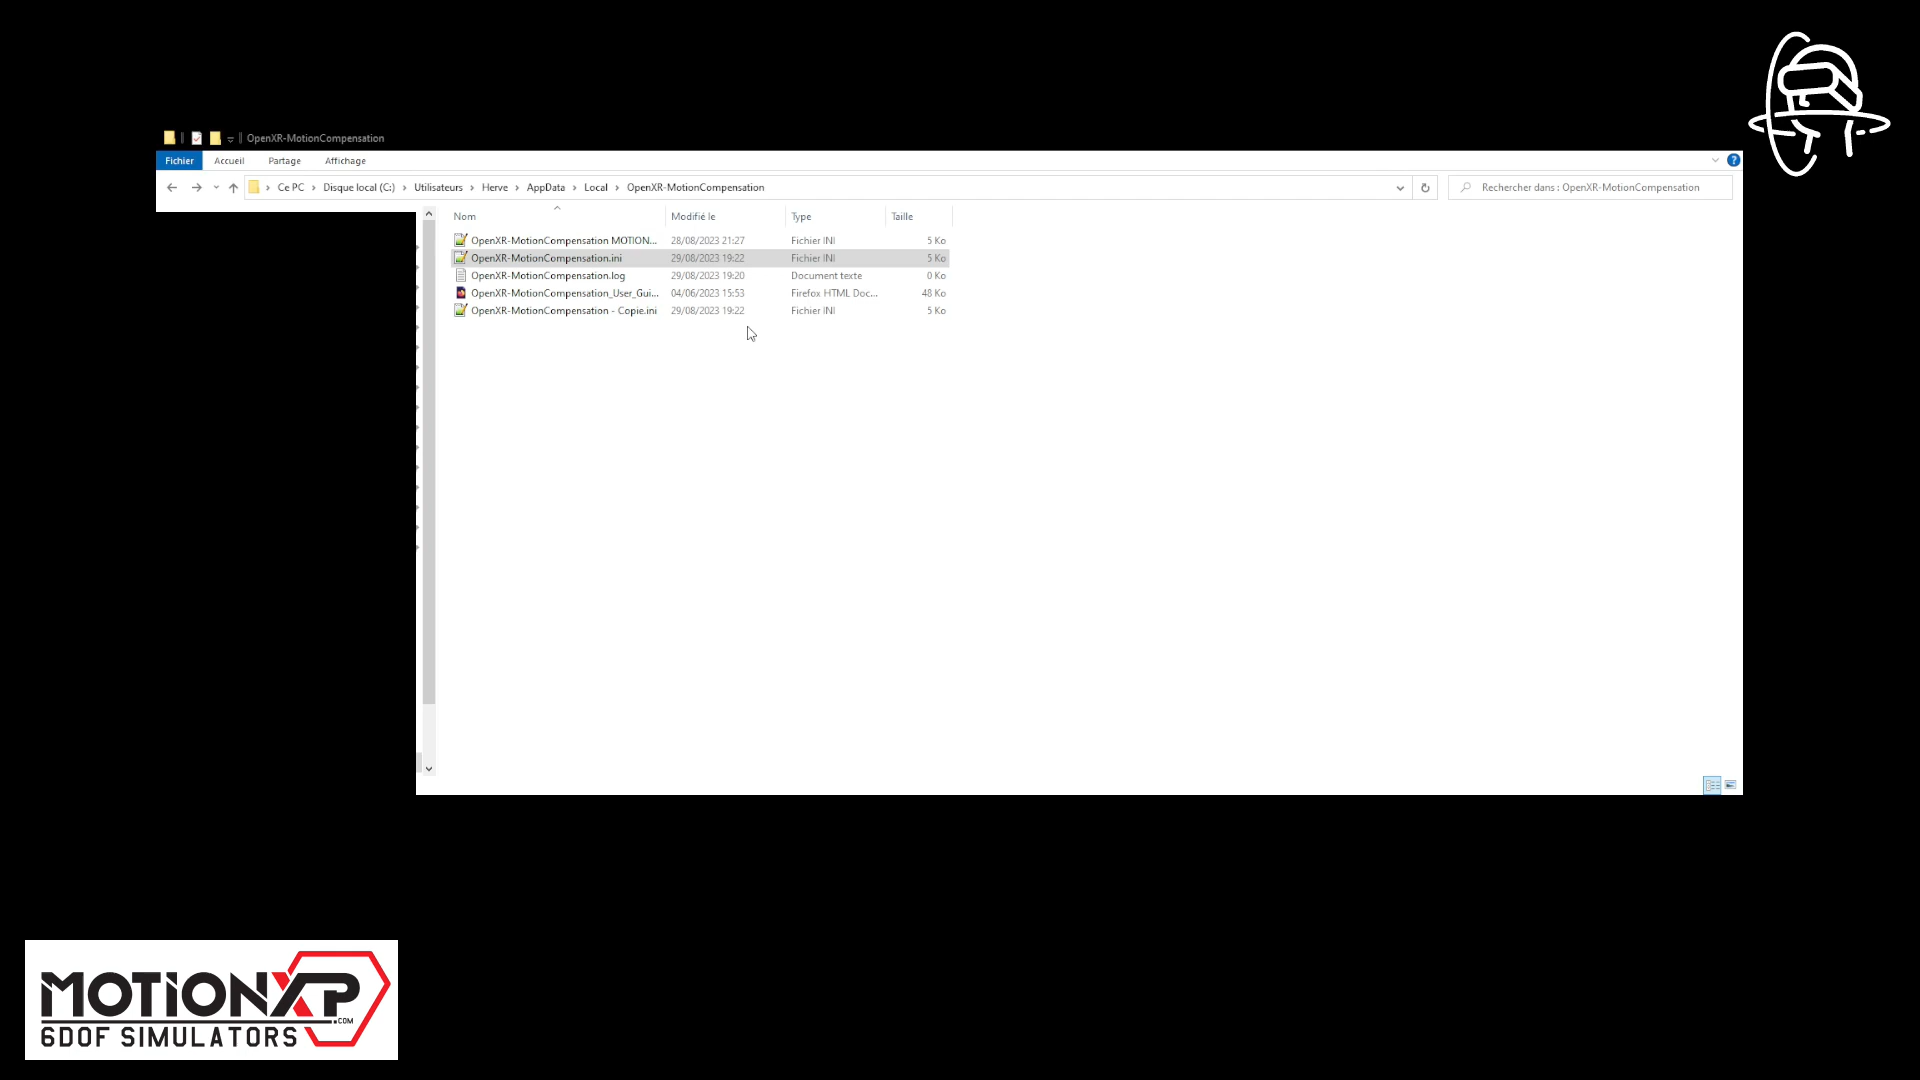 OpenXR-MotionCompensation
Fichier Accueil Partage Affichage
Ce PC Disque local (C:) Utilisateurs Herve AppData Local OpenXR-MotionCompensation Rechercher dans : OpenXR-MotionCompensation
Nom Modifié le Type Taille
OpenXR-MotionCompensation MOTION... 28/08/2023 21:27 Fichier INI 5 Ko
OpenXR-MotionCompensation.ini 29/08/2023 19:22 Fichier INI 5 Ko
OpenXR-MotionCompensation.log 29/08/2023 19:20 Document texte 0 Ko
OpenXR-MotionCompensation_User_Gui... 04/06/2023 15:53 Firefox HTML Doc... 48 Ko
OpenXR-MotionCompensation - Copie.ini 29/08/2023 19:22 Fichier INI 5 Ko
MOTiONXP
.COM
6DOF SIMULATORS